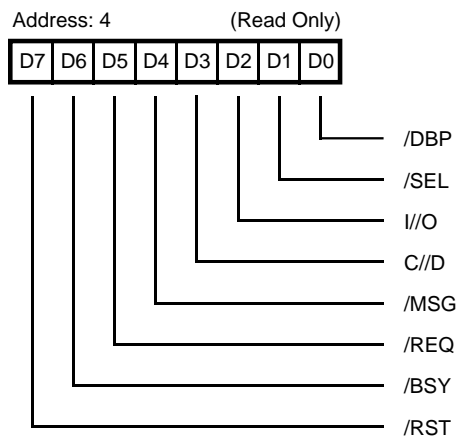 Address: 4 (Read Only)
D7 D6 D5 D4 D3 D2 D1 D0
/DBP
/SEL
I//O
C//D
/MSG
/REQ
/BSY
/RST